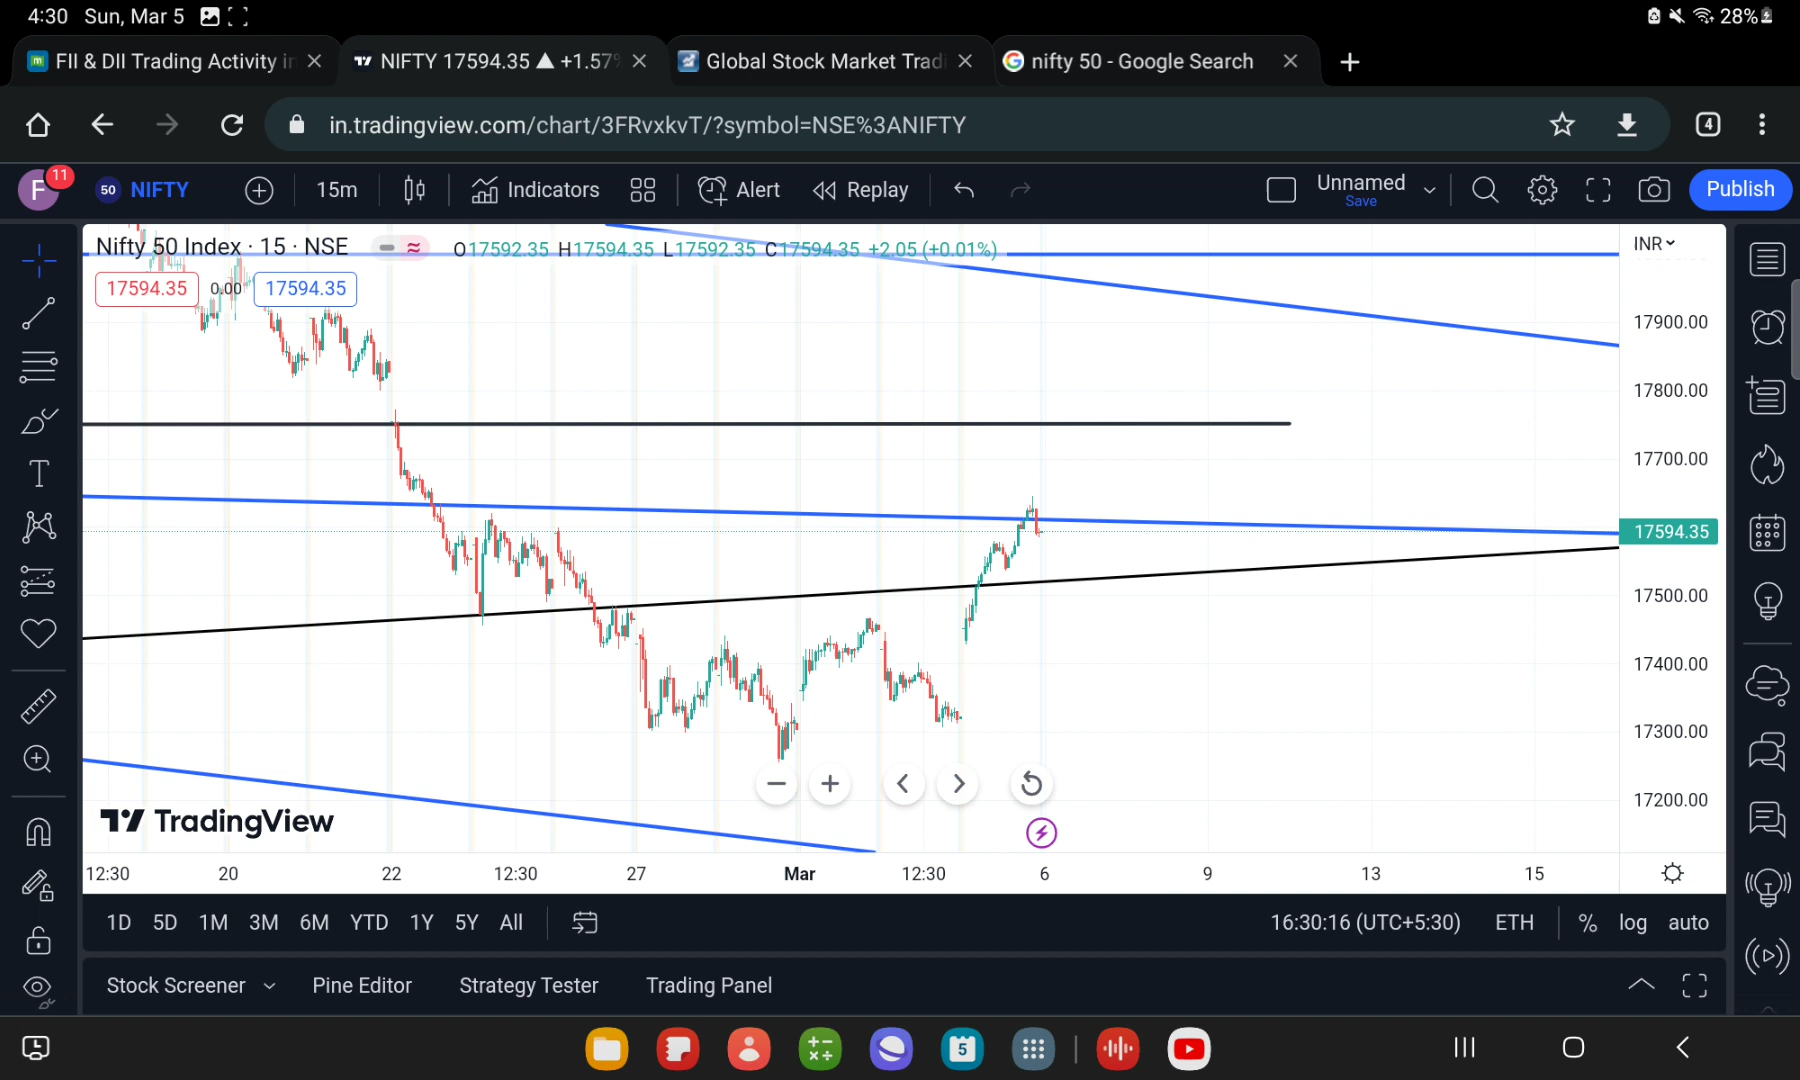 4:30 Sun, Mar 5
28%
FII & DII Trading Activity in
NIFTY 17594.35 ▲ +1.57%
Global Stock Market Tradi
nifty 50 - Google Search
in.tradingview.com/chart/3FRvxkvT/?symbol=NSE%3ANIFTY
4
F
11
50
NIFTY
15m
Indicators
Alert
Replay
Unnamed
Save
Publish
Nifty 50 Index · 15 · NSE
O17592.35 H17594.35 L17592.35 C17594.35 +2.05 (+0.01%)
INR
17594.35
0.00
17594.35
17900.00
17800.00
17700.00
17594.35
17500.00
17400.00
17300.00
17200.00
TradingView
12:30
20
22
12:30
27
Mar
12:30
6
9
13
15
1D 5D 1M 3M 6M YTD 1Y 5Y All
16:30:16 (UTC+5:30)
ETH
%
log
auto
Stock Screener
Pine Editor
Strategy Tester
Trading Panel
5